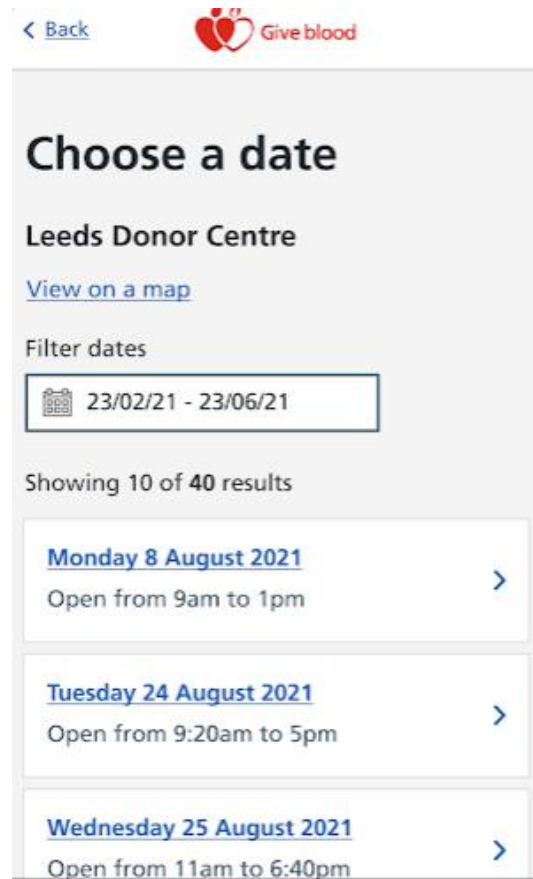 Back
Give blood
Choose a date
Leeds Donor Centre
View on a map
Filter dates
23/02/21 - 23/06/21
Showing 10 of 40 results
Monday 8 August 2021
Open from 9am to 1pm
Tuesday 24 August 2021
Open from 9:20am to 5pm
Wednesday 25 August 2021
Open from 11am to 6:40pm